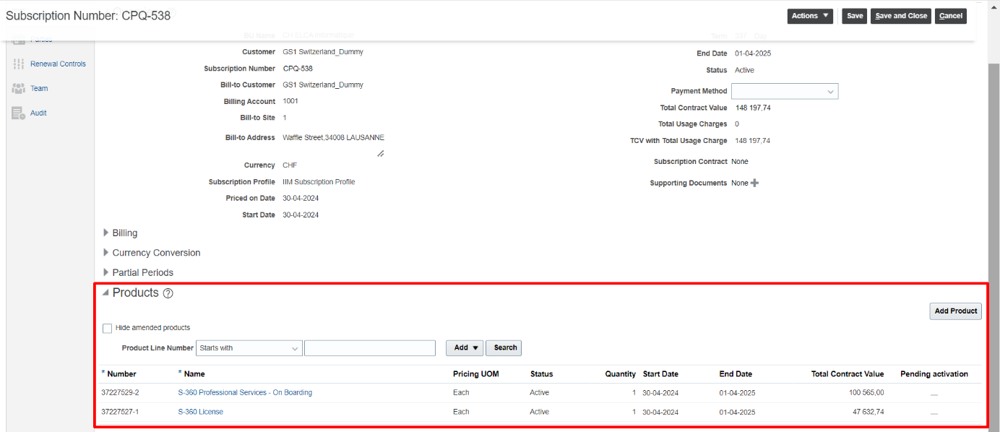 Subscription Number: CPQ-538
Actions Save Save and Close Cancel
Parties
Renewal Controls
Team
Audit
BU Name CH ELCA Informatique
Customer GS1 Switzerland_Dummy
Subscription Number CPQ-538
Bill-to Customer GS1 Switzerland_Dummy
Billing Account 1001
Bill-to Site 1
Bill-to Address Waffle Street,34008 LAUSANNE
Currency CHF
Subscription Profile IIM Subscription Profile
Priced on Date 30-04-2024
Start Date 30-04-2024
Term 337 Day
End Date 01-04-2025
Status Active
Payment Method
Total Contract Value 148 197,74
Total Usage Charges 0
TCV with Total Usage Charge 148 197,74
Subscription Contract None
Supporting Documents None
Billing
Currency Conversion
Partial Periods
Products ?
Add Product
Hide amended products
Product Line Number Starts with Add Search
* Number * Name Pricing UOM Status Quantity Start Date End Date Total Contract Value Pending activation
37227529-2 S-360 Professional Services - On Boarding Each Active 1 30-04-2024 01-04-2025 100 565,00 —
37227527-1 S-360 License Each Active 1 30-04-2024 01-04-2025 47 632,74 —